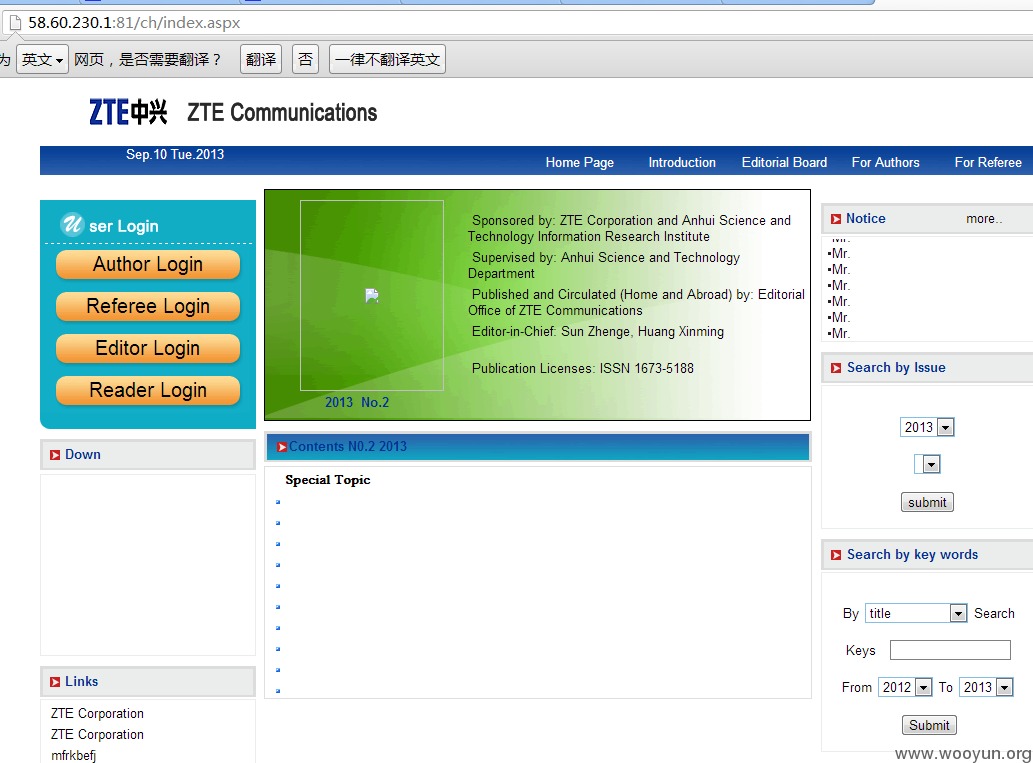 58.60.230.1:81/ch/index.aspx
为 英文 网页，是否需要翻译？ 翻译 否 一律不翻译英文
ZTE中兴 ZTE Communications
Sep.10 Tue.2013
Home Page Introduction Editorial Board For Authors For Referee
User Login
Author Login
Referee Login
Editor Login
Reader Login
Down
Links
ZTE Corporation
ZTE Corporation
mfrkbefj
Sponsored by: ZTE Corporation and Anhui Science and
Technology Information Research Institute
Supervised by: Anhui Science and Technology
Department
Published and Circulated (Home and Abroad) by: Editorial
Office of ZTE Communications
Editor-in-Chief: Sun Zhenge, Huang Xinming
Publication Licenses: ISSN 1673-5188
2013 No.2
Contents N0.2 2013
Special Topic
Notice more..
Mr.
▪Mr.
▪Mr.
▪Mr.
▪Mr.
▪Mr.
▪Mr.
Search by Issue
2013
submit
Search by key words
By title Search
Keys
From 2012 To 2013
Submit
www.wooyun.org